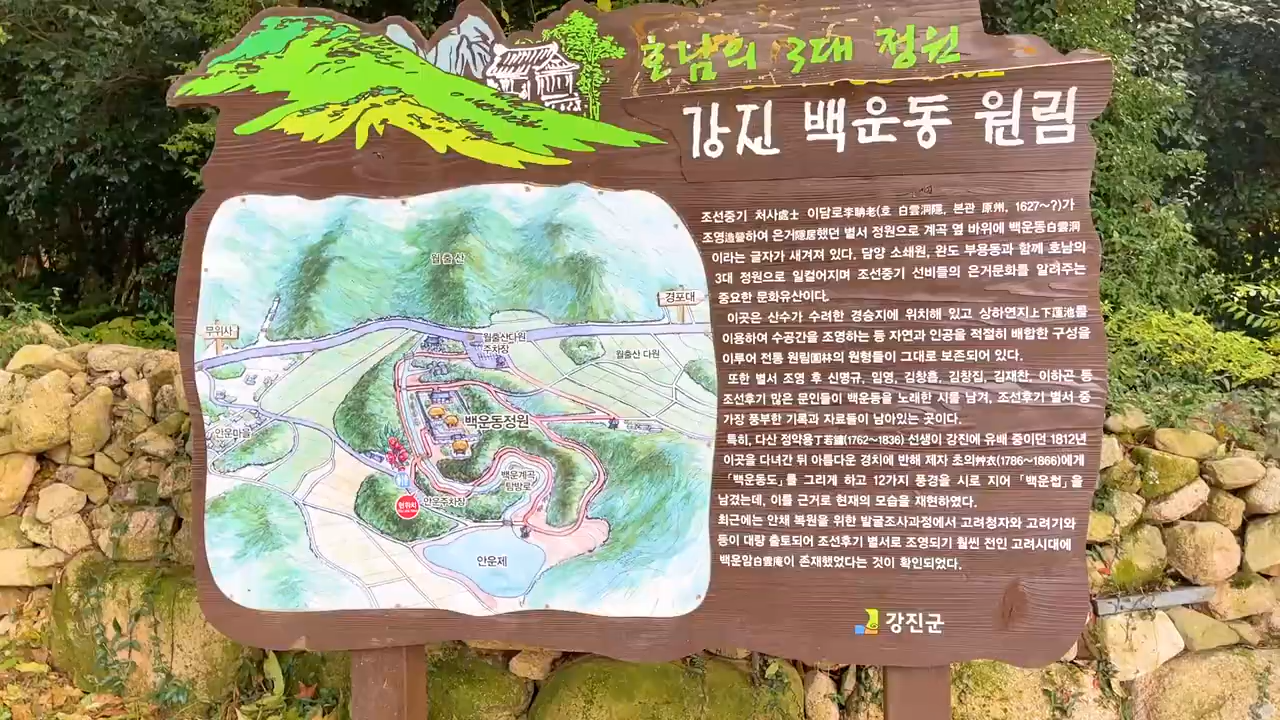 호남의 3대 정원
강진 백운동 원림
조선중기 처사處士 이담로李聃老(호 白雲洞隱, 본관 原州, 1627~?)가
조영造營하여 은거隱居했던 별서 정원으로 계곡 옆 바위에 백운동白雲洞
이라는 글자가 새겨져 있다. 담양 소쇄원, 완도 부용동과 함께 호남의
3대 정원으로 일컬어지며 조선중기 선비들의 은거문화를 알려주는
중요한 문화유산이다.
이곳은 산수가 수려한 경승지에 위치해 있고 상하연지上下蓮池를
이용하여 수공간을 조영하는 등 자연과 인공을 적절히 배합한 구성을
이루어 전통 원림園林의 원형들이 그대로 보존되어 있다.
또한 별서 조영 후 신명규, 임영, 김창흡, 김창집, 김재찬, 이하곤 등
조선후기 많은 문인들이 백운동을 노래한 시를 남겨, 조선후기 별서 중
가장 풍부한 기록과 자료들이 남아있는 곳이다.
특히, 다산 정약용丁若鏞(1762~1836) 선생이 강진에 유배 중이던 1812년
이곳을 다녀간 뒤 아름다운 경치에 반해 제자 초의艸衣(1786~1866)에게
「백운동도」를 그리게 하고 12가지 풍경을 시로 지어 「백운첩」을
남겼는데, 이를 근거로 현재의 모습을 재현하였다.
최근에는 안채 복원을 위한 발굴조사과정에서 고려청자와 고려기와
등이 대량 출토되어 조선후기 별서로 조영되기 훨씬 전인 고려시대에
백운암白雲庵이 존재했었다는 것이 확인되었다.
월출산
경포대
무위사
월출산다원
주차장
월출산 다원
백운동정원
안운마을
백운계곡
탐방로
현위치
안운주차장
안운제
강진군